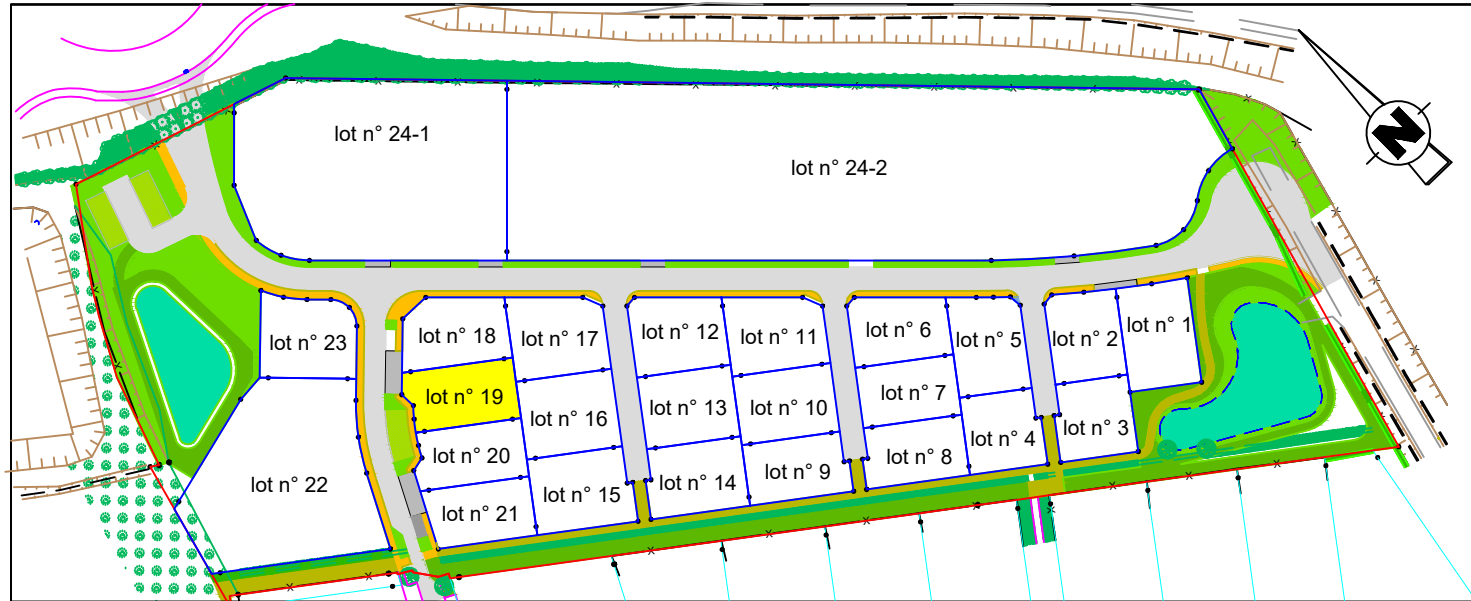 lot n° 24-1
lot n° 24-2
N
lot n° 23
lot n° 18
lot n° 17
lot n° 12
lot n° 11
lot n° 6
lot n° 5
lot n° 2
lot n° 1
lot n° 19
lot n° 16
lot n° 13
lot n° 10
lot n° 7
lot n° 4
lot n° 3
lot n° 20
lot n° 22
lot n° 21
lot n° 15
lot n° 14
lot n° 9
lot n° 8